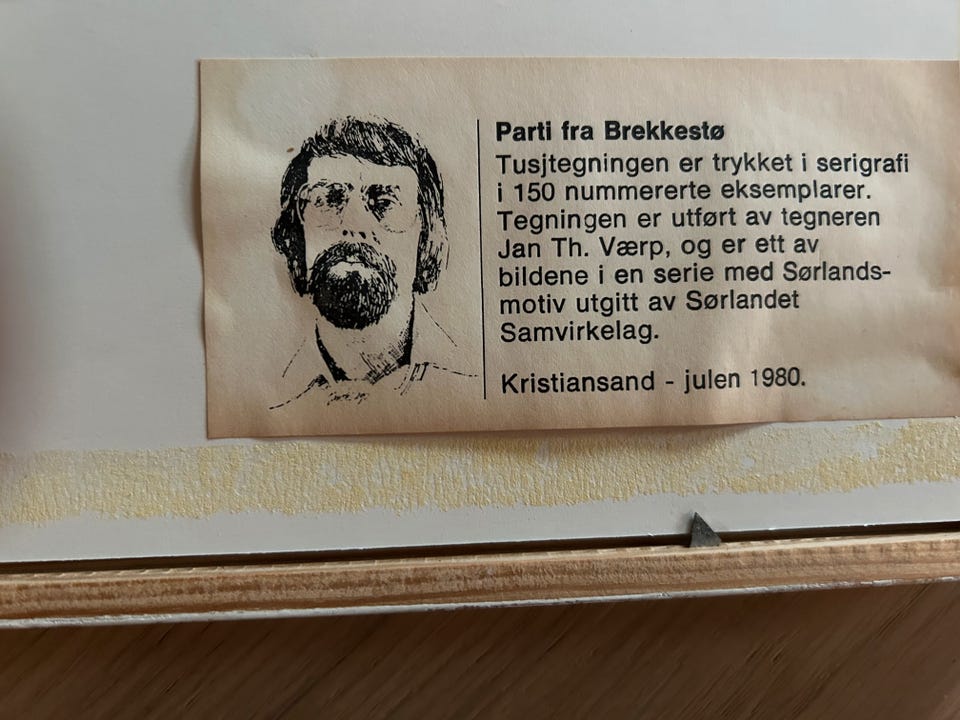 Parti fra Brekkestø
Tusjtegningen er trykket i serigrafi
i 150 nummererte eksemplarer.
Tegningen er utført av tegneren
Jan Th. Værp, og er ett av
bildene i en serie med Sørlands-
motiv utgitt av Sørlandet
Samvirkelag.
Kristiansand - julen 1980.